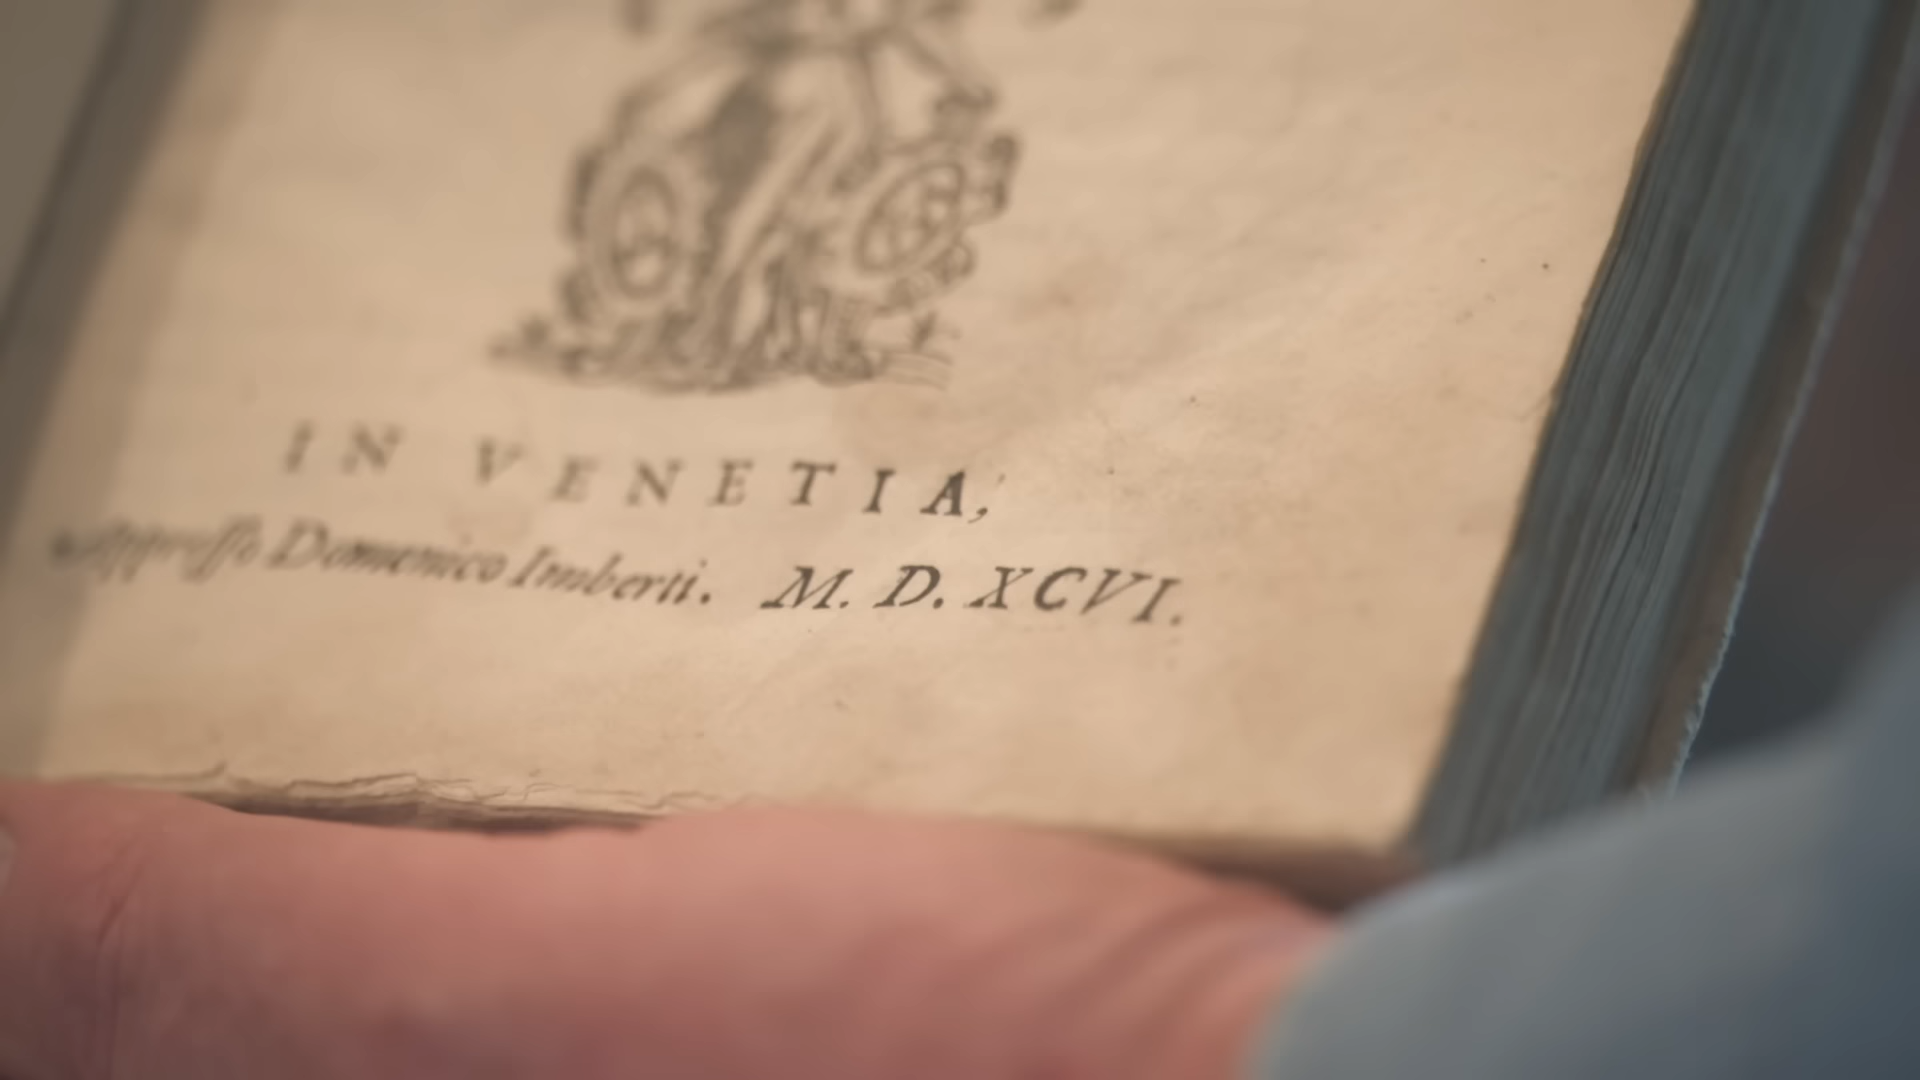 IN VENETIA,
Appresso Domenico Imberti. M. D. XCVI.